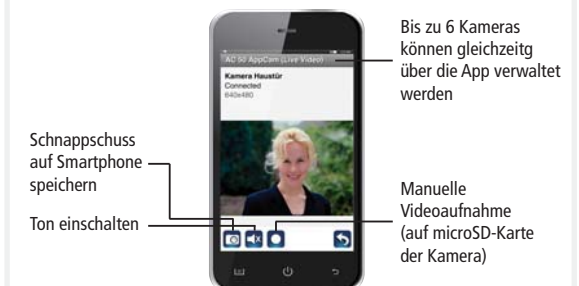 Bis zu 6 Kameras
können gleichzeitg
über die App verwaltet
werden
AC 50 AppCam (Live Video)
Kamera Haustür
Connected
640x480
Schnappschuss
auf Smartphone
speichern
Ton einschalten
Manuelle
Videoaufnahme
(auf microSD-Karte
der Kamera)